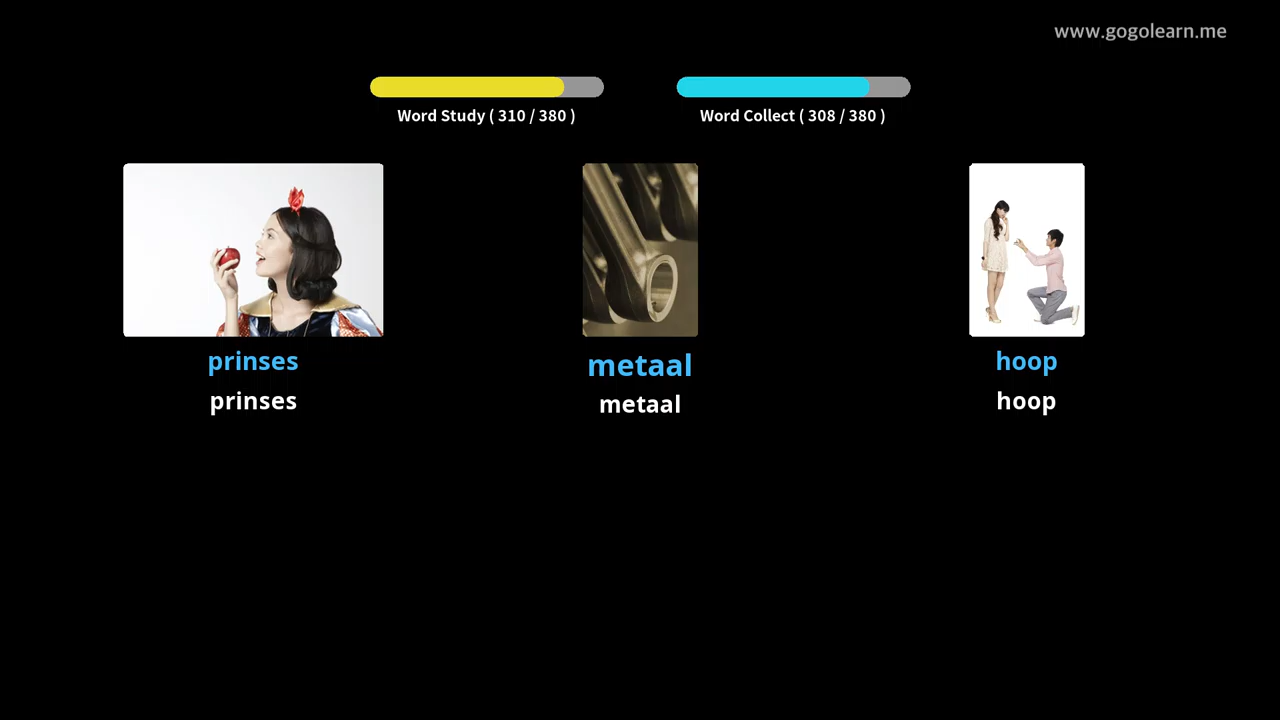 www.gogolearn.me
Word Study ( 310 / 380 )
Word Collect ( 308 / 380 )
prinses
prinses
metaal
metaal
hoop
hoop